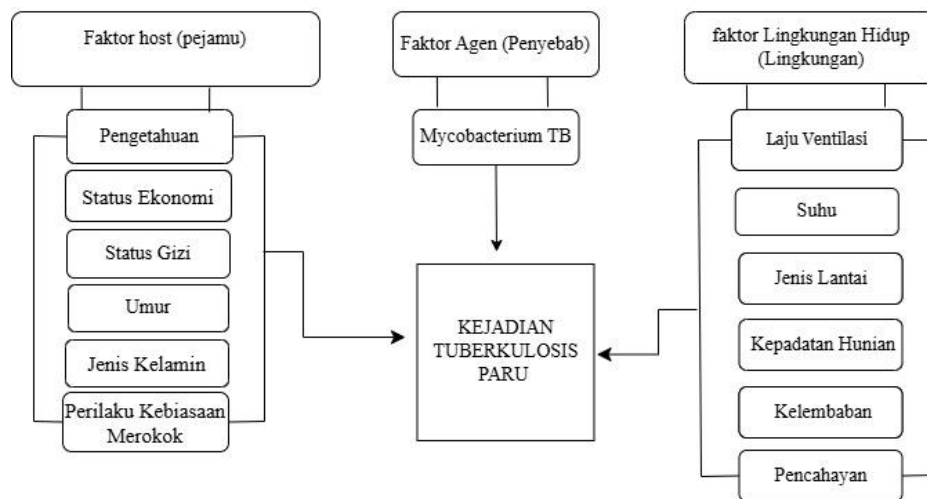 Faktor host (pejamu)
Pengetahuan
Status Ekonomi
Status Gizi
Umur
Jenis Kelamin
Perilaku Kebiasaan
Merokok
Faktor Agen (Penyebab)
Mycobacterium TB
KEJADIAN
TUBERKULOSIS
PARU
faktor Lingkungan Hidup
(Lingkungan)
Laju Ventilasi
Suhu
Jenis Lantai
Kepadatan Hunian
Kelembaban
Pencahayan